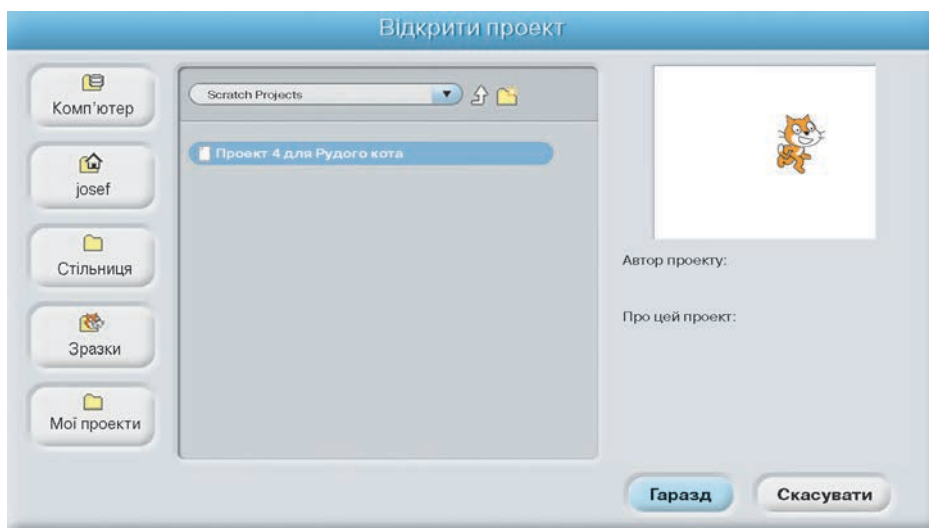 Відкрити проект
Комп'ютер
josef
Стільниця
Зразки
Мої проекти
Scratch Projects
Проект 4 для Рудого кота
Автор проекту:
Про цей проект:
Гаразд
Скасувати